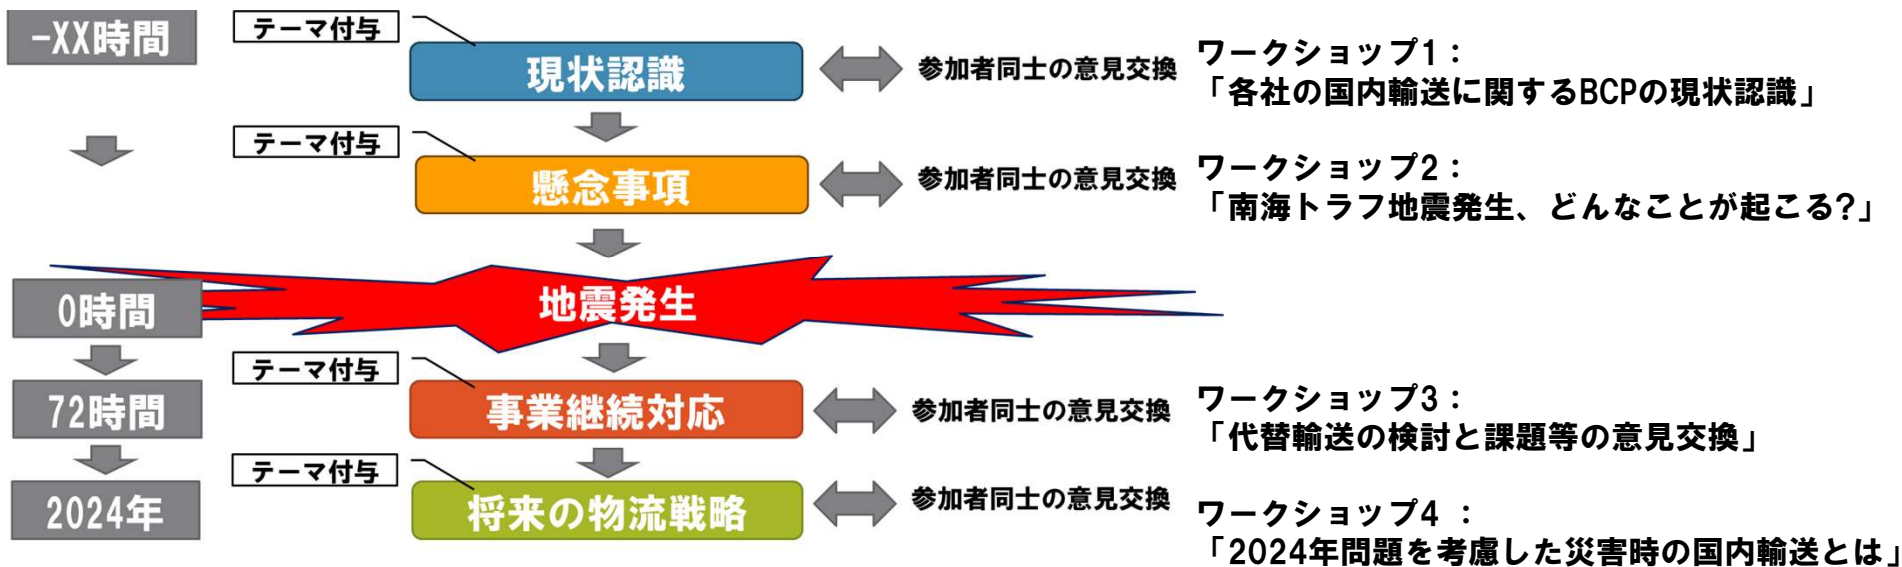 -XX時間
テーマ付与
現状認識
参加者同士の意見交換
ワークショップ1：
「各社の国内輸送に関するBCPの現状認識」
テーマ付与
懸念事項
参加者同士の意見交換
ワークショップ2：
「南海トラフ地震発生、どんなことが起こる?」
0時間
地震発生
72時間
テーマ付与
事業継続対応
参加者同士の意見交換
ワークショップ3：
「代替輸送の検討と課題等の意見交換」
2024年
テーマ付与
将来の物流戦略
参加者同士の意見交換
ワークショップ4 ：
「2024年問題を考慮した災害時の国内輸送とは」